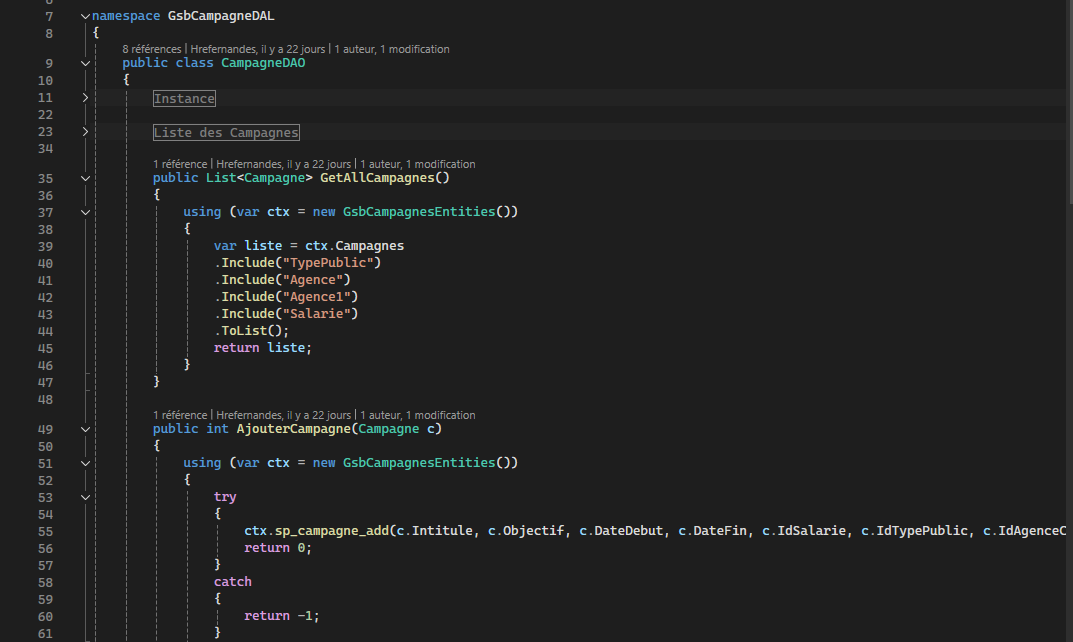 7 namespace GsbCampagneDAL
8 {
8 références | Hrefernandes, il y a 22 jours | 1 auteur, 1 modification
9 public class CampagneDAO
10 {
11 Instance
22
23 Liste des Campagnes
34
1 référence | Hrefernandes, il y a 22 jours | 1 auteur, 1 modification
35 public List<Campagne> GetAllCampagnes()
36 {
37 using (var ctx = new GsbCampagnesEntities())
38 {
39 var liste = ctx.Campagnes
40 .Include("TypePublic")
41 .Include("Agence")
42 .Include("Agence1")
43 .Include("Salarie")
44 .ToList();
45 return liste;
46 }
47 }
48
1 référence | Hrefernandes, il y a 22 jours | 1 auteur, 1 modification
49 public int AjouterCampagne(Campagne c)
50 {
51 using (var ctx = new GsbCampagnesEntities())
52 {
53 try
54 {
55 ctx.sp_campagne_add(c.Intitule, c.Objectif, c.DateDebut, c.DateFin, c.IdSalarie, c.IdTypePublic, c.IdAgenceC
56 return 0;
57 }
58 catch
59 {
60 return -1;
61 }